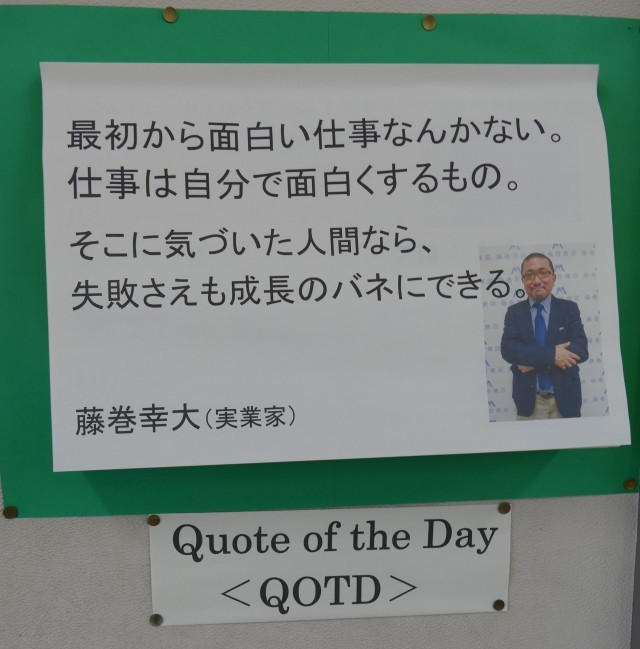 最初から面白い仕事なんかない。
仕事は自分で面白くするもの。
そこに気づいた人間なら、
失敗さえも成長のバネにできる。
藤巻幸大（実業家）
Quote of the Day
＜QOTD＞